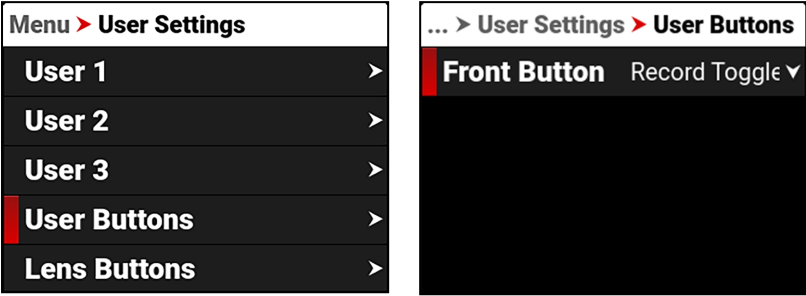 Menu > User Settings
User 1
User 2
User 3
User Buttons
Lens Buttons
... > User Settings > User Buttons
Front Button Record Toggle